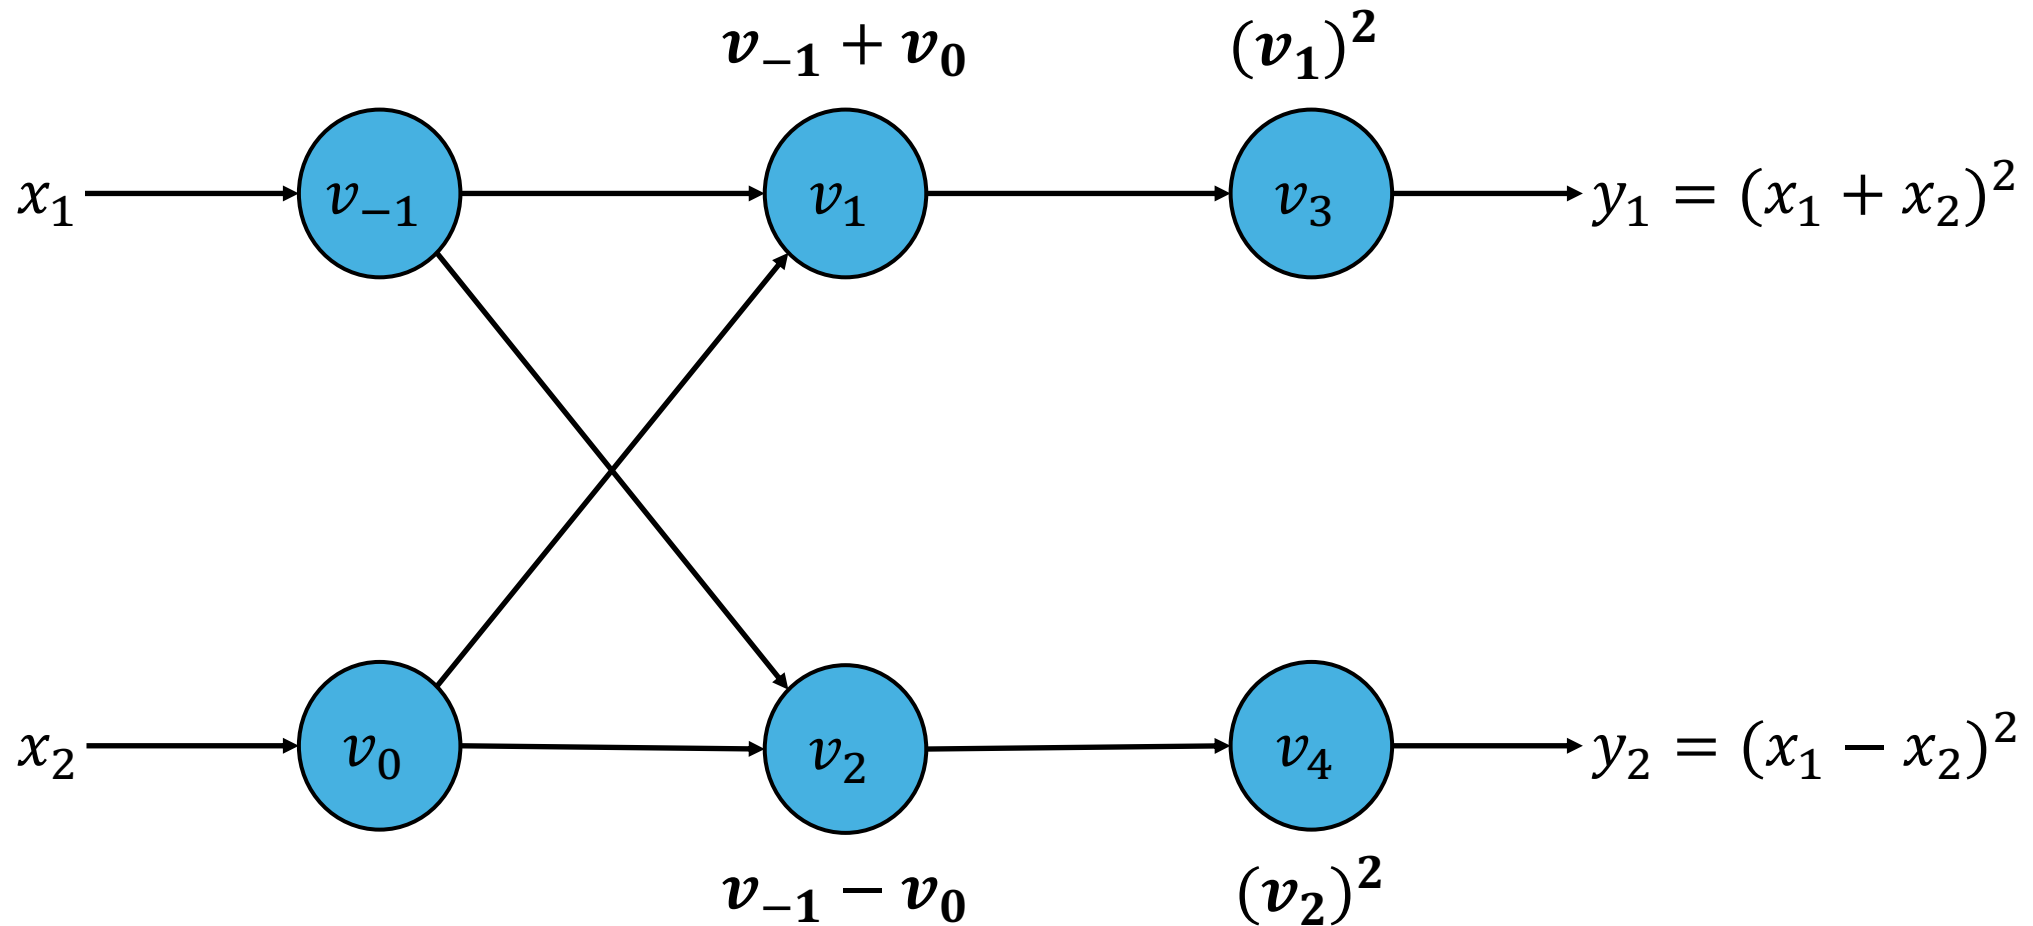 v₋₁ + v₀ (v₁)²
x₁ v₋₁ v₁ v₃ y₁ = (x₁ + x₂)²
x₂ v₀ v₂ v₄ y₂ = (x₁ − x₂)²
v₋₁ − v₀ (v₂)²